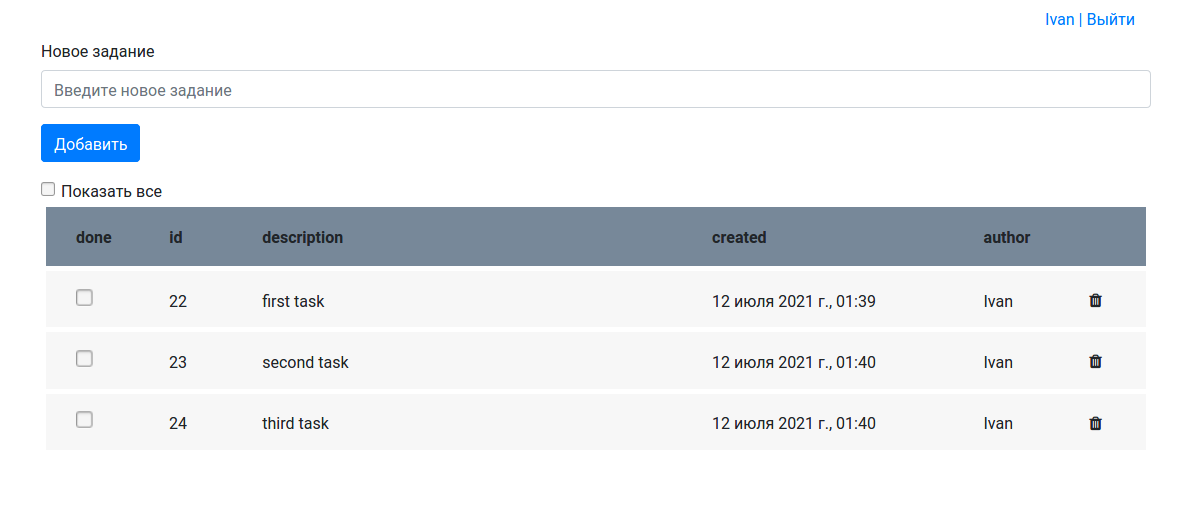 Ivan | Выйти
Новое задание
Введите новое задание
Добавить
Показать все
done id description created author
22 first task 12 июля 2021 г., 01:39 Ivan
23 second task 12 июля 2021 г., 01:40 Ivan
24 third task 12 июля 2021 г., 01:40 Ivan